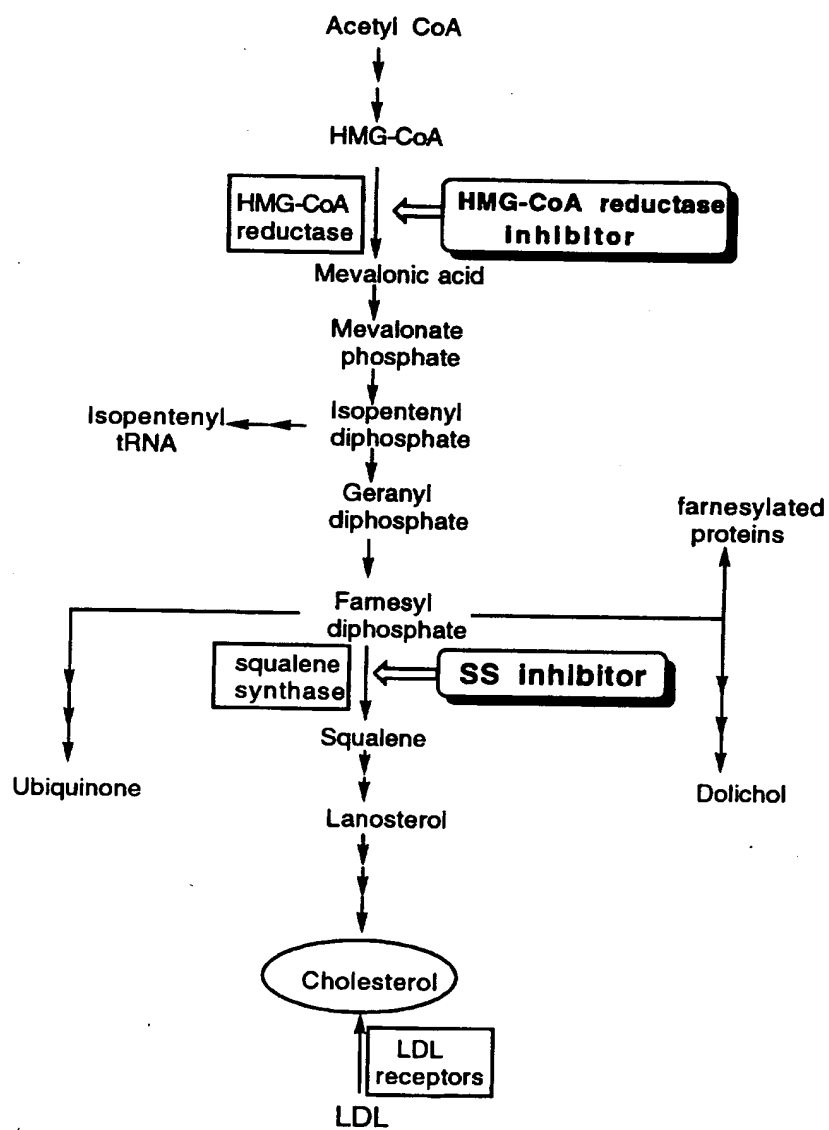 Acetyl CoA
HMG-CoA
HMG-CoA
reductase
HMG-CoA reductase
inhibitor
Mevalonic acid
Mevalonate
phosphate
Isopentenyl
tRNA
Isopentenyl
diphosphate
Geranyl
diphosphate
farnesylated
proteins
Farnesyl
diphosphate
squalene
synthase
SS inhibitor
Squalene
Ubiquinone
Dolichol
Lanosterol
Cholesterol
LDL
receptors
LDL